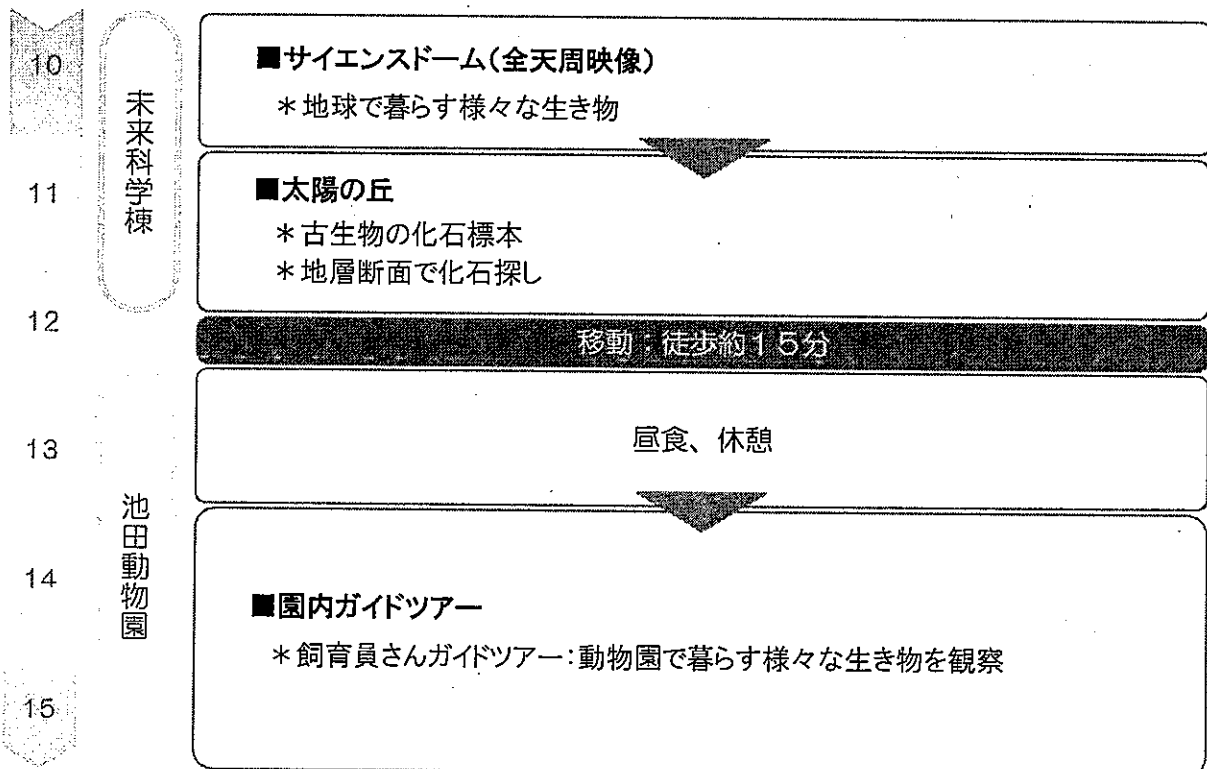 10
未来科学棟
■サイエンスドーム(全天周映像)
*地球で暮らす様々な生き物
11
■太陽の丘
*古生物の化石標本
*地層断面で化石探し
12
移動:徒歩約15分
13
昼食、休憩
池田動物園
14
■園内ガイドツアー
*飼育員さんガイドツアー:動物園で暮らす様々な生き物を観察
15